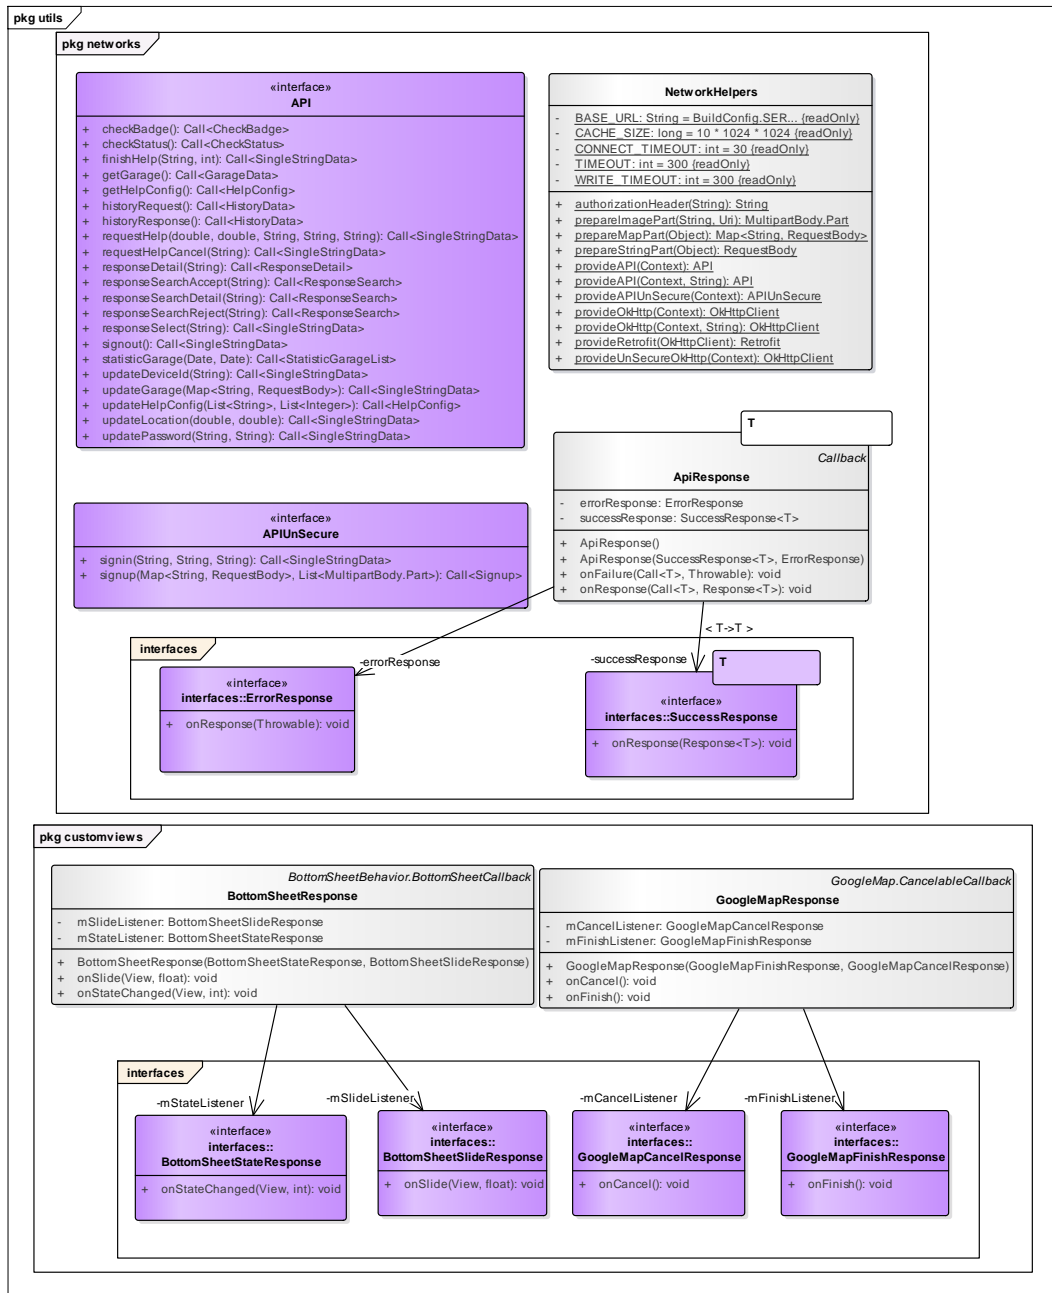 pkg utils
pkg networks
«interface»
API
+ checkBadge(): Call<CheckBadge>
+ checkStatus(): Call<CheckStatus>
+ finishHelp(String, int): Call<SingleStringData>
+ getGarage(): Call<GarageData>
+ getHelpConfig(): Call<HelpConfig>
+ historyRequest(): Call<HistoryData>
+ historyResponse(): Call<HistoryData>
+ requestHelp(double, double, String, String, String): Call<SingleStringData>
+ requestHelpCancel(String): Call<SingleStringData>
+ responseDetail(String): Call<ResponseDetail>
+ responseSearchAccept(String): Call<ResponseSearch>
+ responseSearchDetail(String): Call<ResponseSearch>
+ responseSearchReject(String): Call<ResponseSearch>
+ responseSelect(String): Call<SingleStringData>
+ signout(): Call<SingleStringData>
+ statisticGarage(Date, Date): Call<StatisticGarageList>
+ updateDeviceId(String): Call<SingleStringData>
+ updateGarage(Map<String, RequestBody>): Call<SingleStringData>
+ updateHelpConfig(List<String>, List<Integer>): Call<HelpConfig>
+ updateLocation(double, double): Call<SingleStringData>
+ updatePassword(String, String): Call<SingleStringData>
NetworkHelpers
- BASE_URL: String = BuildConfig.SER... {readOnly}
- CACHE_SIZE: long = 10 * 1024 * 1024 {readOnly}
- CONNECT_TIMEOUT: int = 30 {readOnly}
- TIMEOUT: int = 300 {readOnly}
- WRITE_TIMEOUT: int = 300 {readOnly}
+ authorizationHeader(String): String
+ prepareImagePart(String, Uri): MultipartBody.Part
+ prepareMapPart(Object): Map<String, RequestBody>
+ prepareStringPart(Object): RequestBody
+ provideAPI(Context): API
+ provideAPI(Context, String): API
+ provideAPIUnSecure(Context): APIUnSecure
+ provideOkHttp(Context): OkHttpClient
+ provideOkHttp(Context, String): OkHttpClient
+ provideRetrofit(OkHttpClient): Retrofit
+ provideUnSecureOkHttp(Context): OkHttpClient
T
Callback
ApiResponse
- errorResponse: ErrorResponse
- successResponse: SuccessResponse<T>
+ ApiResponse()
+ ApiResponse(SuccessResponse<T>, ErrorResponse)
+ onFailure(Call<T>, Throwable): void
+ onResponse(Call<T>, Response<T>): void
«interface»
APIUnSecure
+ signin(String, String, String): Call<SingleStringData>
+ signup(Map<String, RequestBody>, List<MultipartBody.Part>): Call<Signup>
< T->T >
interfaces
-errorResponse
-successResponse
«interface»
interfaces::ErrorResponse
+ onResponse(Throwable): void
T
«interface»
interfaces::SuccessResponse
+ onResponse(Response<T>): void
pkg customviews
BottomSheetBehavior.BottomSheetCallback
BottomSheetResponse
- mSlideListener: BottomSheetSlideResponse
- mStateListener: BottomSheetStateResponse
+ BottomSheetResponse(BottomSheetStateResponse, BottomSheetSlideResponse)
+ onSlide(View, float): void
+ onStateChanged(View, int): void
GoogleMap.CancelableCallback
GoogleMapResponse
- mCancelListener: GoogleMapCancelResponse
- mFinishListener: GoogleMapFinishResponse
+ GoogleMapResponse(GoogleMapFinishResponse, GoogleMapCancelResponse)
+ onCancel(): void
+ onFinish(): void
interfaces
-mStateListener
-mSlideListener
-mCancelListener
-mFinishListener
«interface»
interfaces::
BottomSheetStateResponse
+ onStateChanged(View, int): void
«interface»
interfaces::
BottomSheetSlideResponse
+ onSlide(View, float): void
«interface»
interfaces::
GoogleMapCancelResponse
+ onCancel(): void
«interface»
interfaces::
GoogleMapFinishResponse
+ onFinish(): void